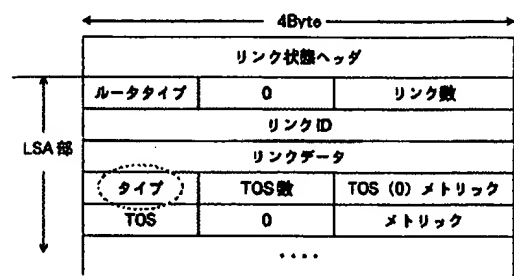 4Byte
リンク状態ヘッダ
ルータタイプ 0 リンク数
リンクID
LSA部
リンクデータ
タイプ TOS数 TOS(0)メトリック
TOS 0 メトリック
････